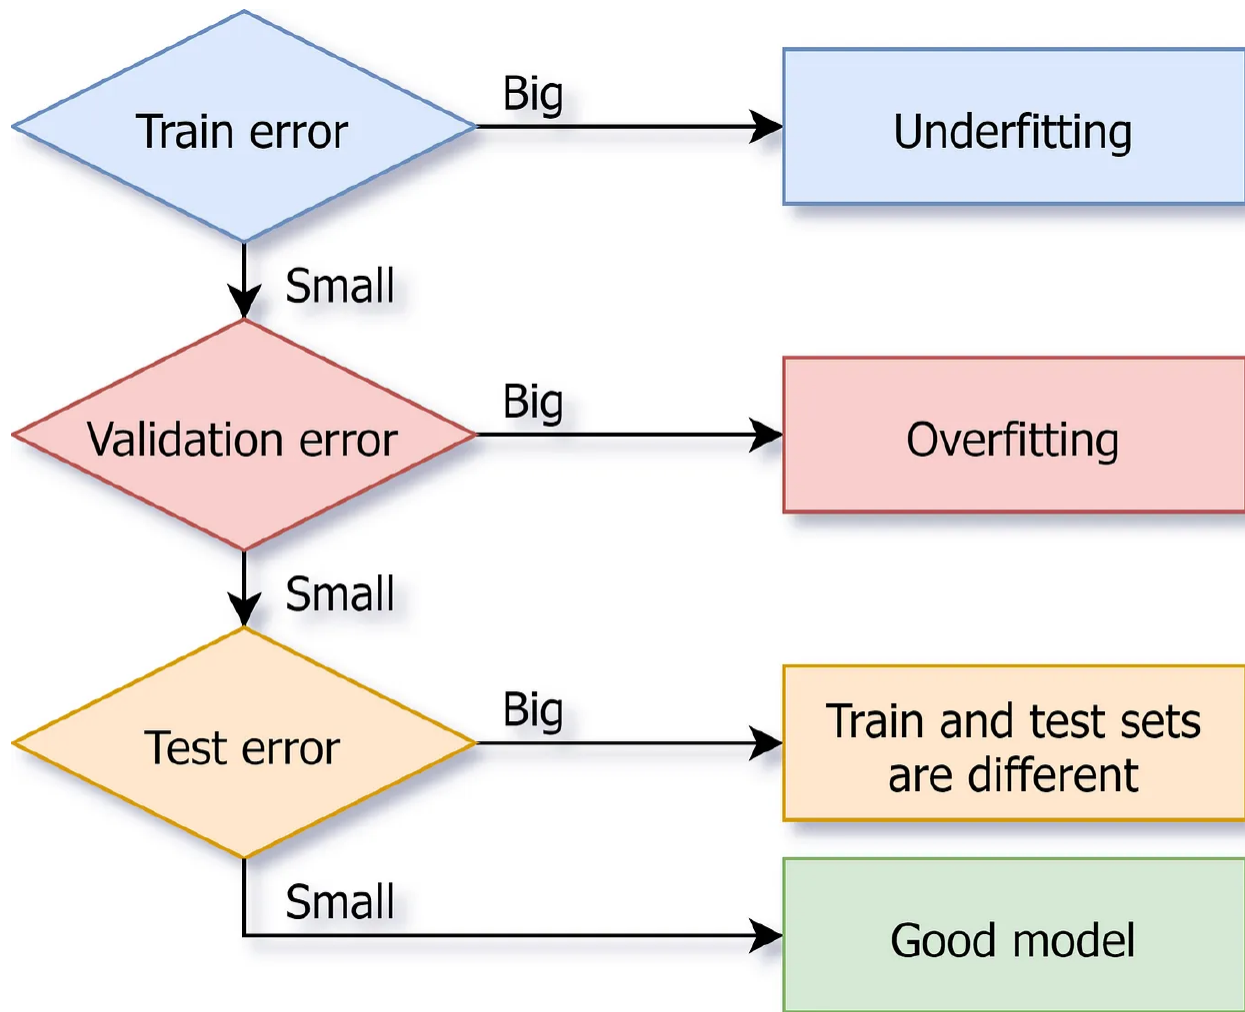 Train error
Big
Underfitting
Small
Validation error
Big
Overfitting
Small
Test error
Big
Train and test sets
are different
Small
Good model